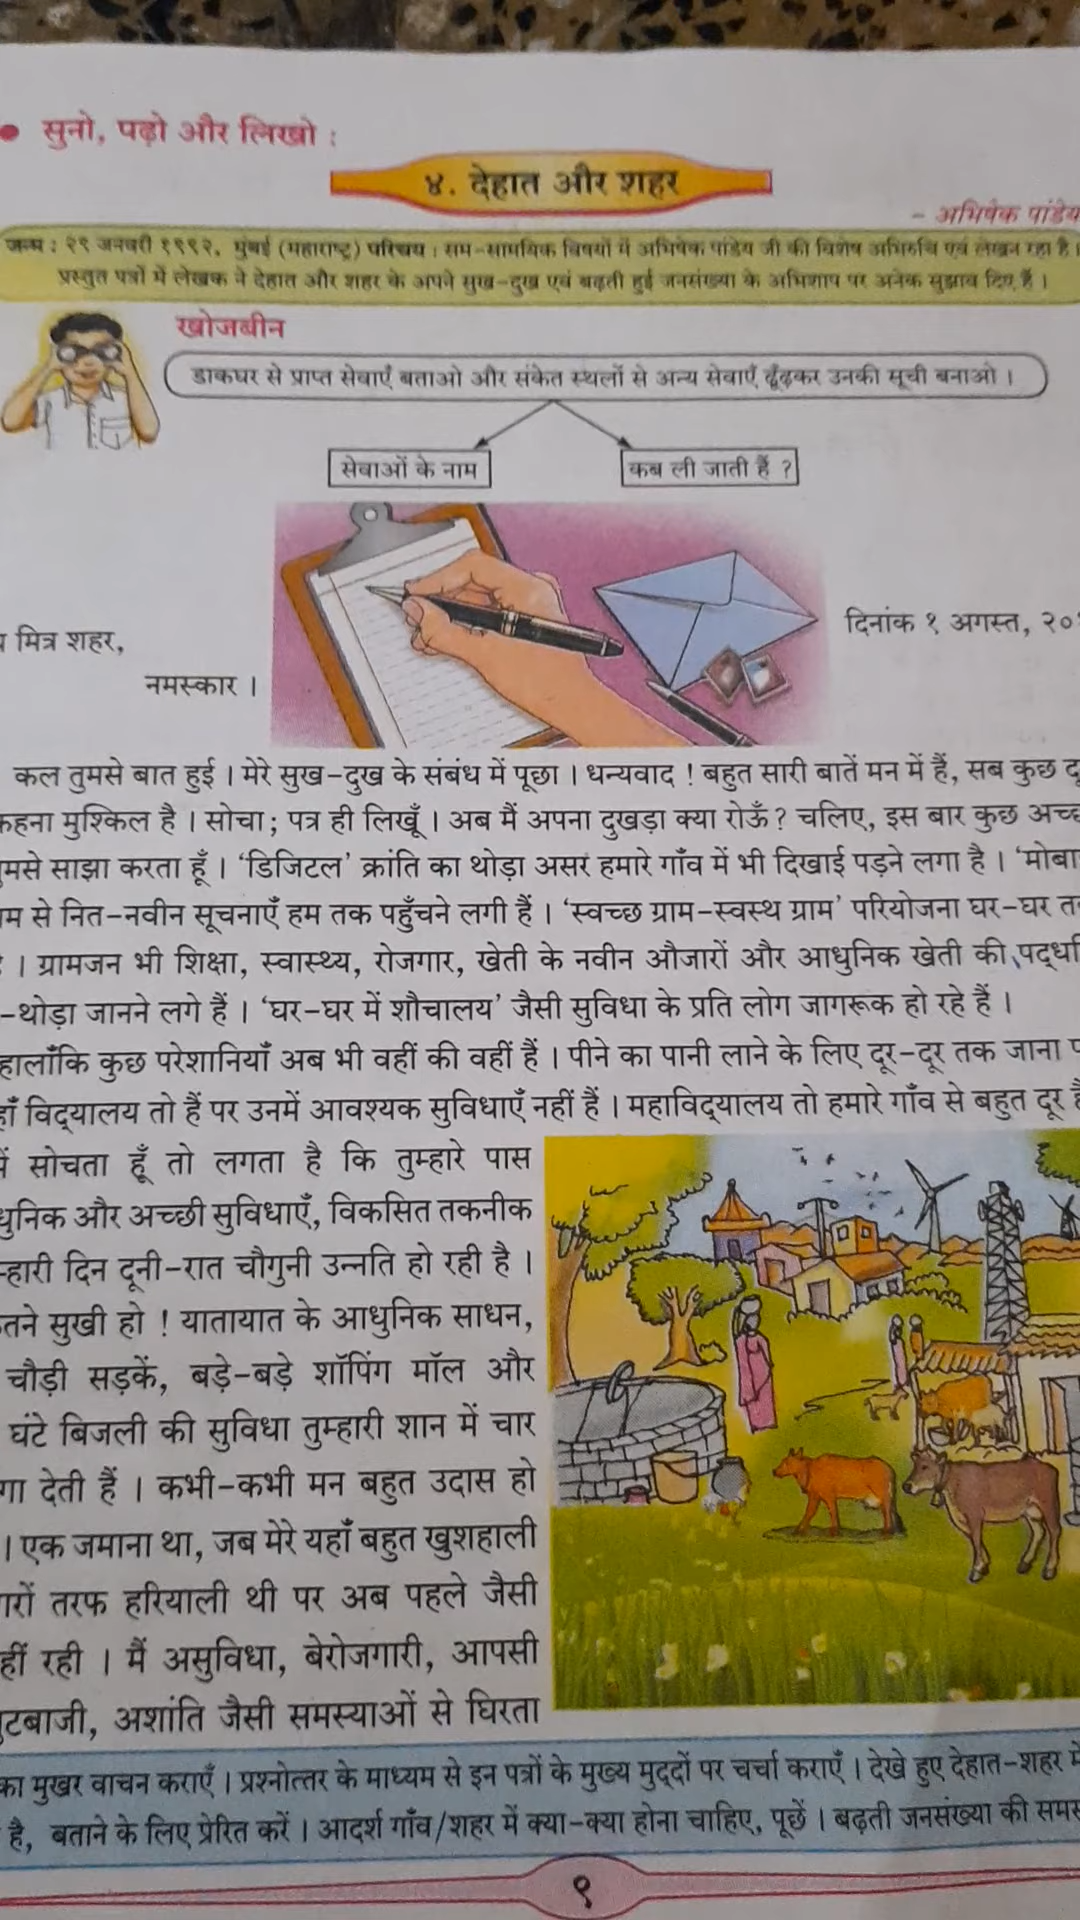 सुनो, पढ़ो और लिखो :
४. देहात और शहर
- अभिषेक पांडेय
जन्म : २९ जनवरी १९९२, मुंबई (महाराष्ट्र) परिचय : सम-सामयिक विषयों में अभिषेक पांडेय जी की विशेष अभिरुचि एवं लेखन रहा है।
प्रस्तुत पत्रों में लेखक ने देहात और शहर के अपने सुख-दुख एवं बढ़ती हुई जनसंख्या के अभिशाप पर अनेक सुझाव दिए हैं ।
खोजबीन
डाकघर से प्राप्त सेवाएँ बताओ और संकेत स्थलों से अन्य सेवाएँ ढूँढ़कर उनकी सूची बनाओ ।
सेवाओं के नाम
कब ली जाती हैं ?
दिनांक १ अगस्त,
मित्र शहर,
नमस्कार ।
कल तुमसे बात हुई । मेरे सुख-दुख के संबंध में पूछा । धन्यवाद ! बहुत सारी बातें मन में हैं, सब कुछ
कहना मुश्किल है । सोचा; पत्र ही लिखूँ । अब मैं अपना दुखड़ा क्या रोऊँ ? चलिए, इस बार कुछ
साझा करता हूँ । ‘डिजिटल’ क्रांति का थोड़ा असर हमारे गाँव में भी दिखाई पड़ने लगा है ।
से नित-नवीन सूचनाएँ हम तक पहुँचने लगी हैं । ‘स्वच्छ ग्राम-स्वस्थ ग्राम’ परियोजना घर-घर
। ग्रामजन भी शिक्षा, स्वास्थ्य, रोजगार, खेती के नवीन औजारों और आधुनिक खेती की
-थोड़ा जानने लगे हैं । ‘घर-घर में शौचालय’ जैसी सुविधा के प्रति लोग जागरूक हो रहे हैं ।
हालाँकि कुछ परेशानियाँ अब भी वहीं की वहीं हैं । पीने का पानी लाने के लिए दूर-दूर तक जाना
विद्यालय तो हैं पर उनमें आवश्यक सुविधाएँ नहीं हैं । महाविद्यालय तो हमारे गाँव से बहुत दूर
सोचता हूँ तो लगता है कि तुम्हारे पास
और अच्छी सुविधाएँ, विकसित तकनीक
दिन दूनी-रात चौगुनी उन्नति हो रही है ।
सुखी हो ! यातायात के आधुनिक साधन,
चौड़ी सड़कें, बड़े-बड़े शॉपिंग मॉल और
घंटे बिजली की सुविधा तुम्हारी शान में चार
देती हैं । कभी-कभी मन बहुत उदास हो
। एक जमाना था, जब मेरे यहाँ बहुत खुशहाली
तरफ हरियाली थी पर अब पहले जैसी
रही । मैं असुविधा, बेरोजगारी, आपसी
अशांति जैसी समस्याओं से घिरता
का मुखर वाचन कराएँ । प्रश्नोत्तर के माध्यम से इन पत्रों के मुख्य मुद्दों पर चर्चा कराएँ । देखे हुए देहात-शहर
है, बताने के लिए प्रेरित करें । आदर्श गाँव/शहर में क्या-क्या होना चाहिए, पूछें । बढ़ती जनसंख्या की
९